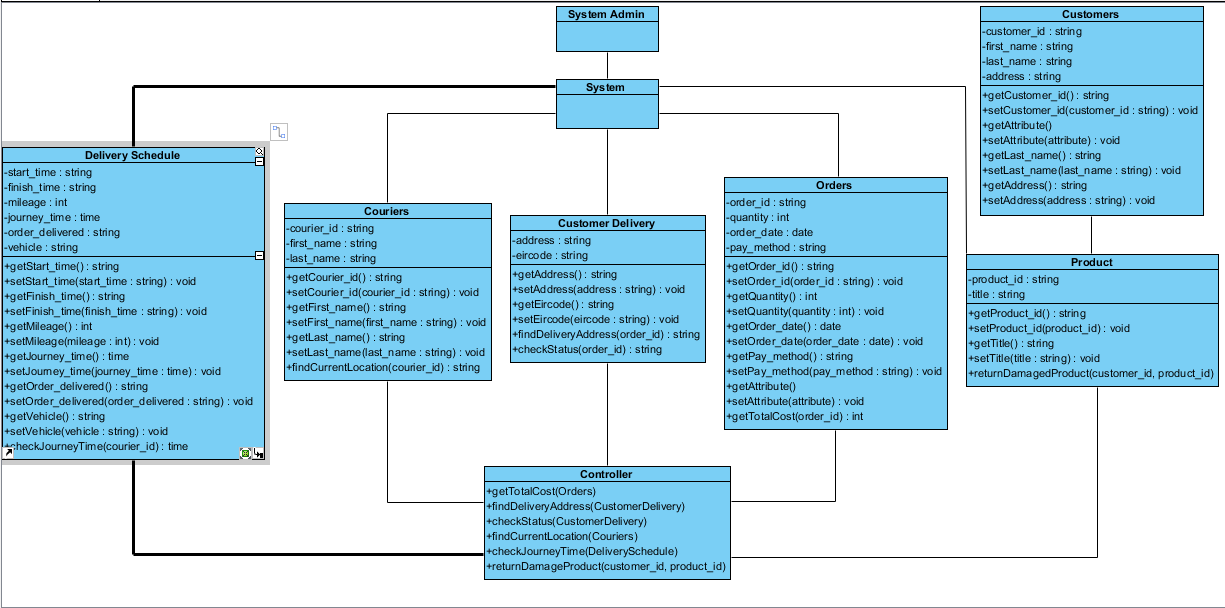 System Admin
System
Customers
-customer_id : string
-first_name : string
-last_name : string
-address : string
+getCustomer_id() : string
+setCustomer_id(customer_id : string) : void
+getAttribute()
+setAttribute(attribute) : void
+getLast_name() : string
+setLast_name(last_name : string) : void
+getAddress() : string
+setAddress(address : string) : void
Delivery Schedule
-start_time : string
-finish_time : string
-mileage : int
-journey_time : time
-order_delivered : string
-vehicle : string
+getStart_time() : string
+setStart_time(start_time : string) : void
+getFinish_time() : string
+setFinish_time(finish_time : string) : void
+getMileage() : int
+setMileage(mileage : int) : void
+getJourney_time() : time
+setJourney_time(journey_time : time) : void
+getOrder_delivered() : string
+setOrder_delivered(order_delivered : string) : void
+getVehicle() : string
+setVehicle(vehicle : string) : void
+checkJourneyTime(courier_id) : time
Couriers
-courier_id : string
-first_name : string
-last_name : string
+getCourier_id() : string
+setCourier_id(courier_id : string) : void
+getFirst_name() : string
+setFirst_name(first_name : string) : void
+getLast_name() : string
+setLast_name(last_name : string) : void
+findCurrentLocation(courier_id) : string
Customer Delivery
-address : string
-eircode : string
+getAddress() : string
+setAddress(address : string) : void
+getEircode() : string
+setEircode(eircode : string) : void
+findDeliveryAddress(order_id) : string
+checkStatus(order_id) : string
Orders
-order_id : string
-quantity : int
-order_date : date
-pay_method : string
+getOrder_id() : string
+setOrder_id(order_id : string) : void
+getQuantity() : int
+setQuantity(quantity : int) : void
+getOrder_date() : date
+setOrder_date(order_date : date) : void
+getPay_method() : string
+setPay_method(pay_method : string) : void
+getAttribute()
+setAttribute(attribute) : void
+getTotalCost(order_id) : int
Product
-product_id : string
-title : string
+getProduct_id() : string
+setProduct_id(product_id) : void
+getTitle() : string
+setTitle(title : string) : void
+returnDamagedProduct(customer_id, product_id)
Controller
+getTotalCost(Orders)
+findDeliveryAddress(CustomerDelivery)
+checkStatus(CustomerDelivery)
+findCurrentLocation(Couriers)
+checkJourneyTime(DeliverySchedule)
+returnDamageProduct(customer_id, product_id)